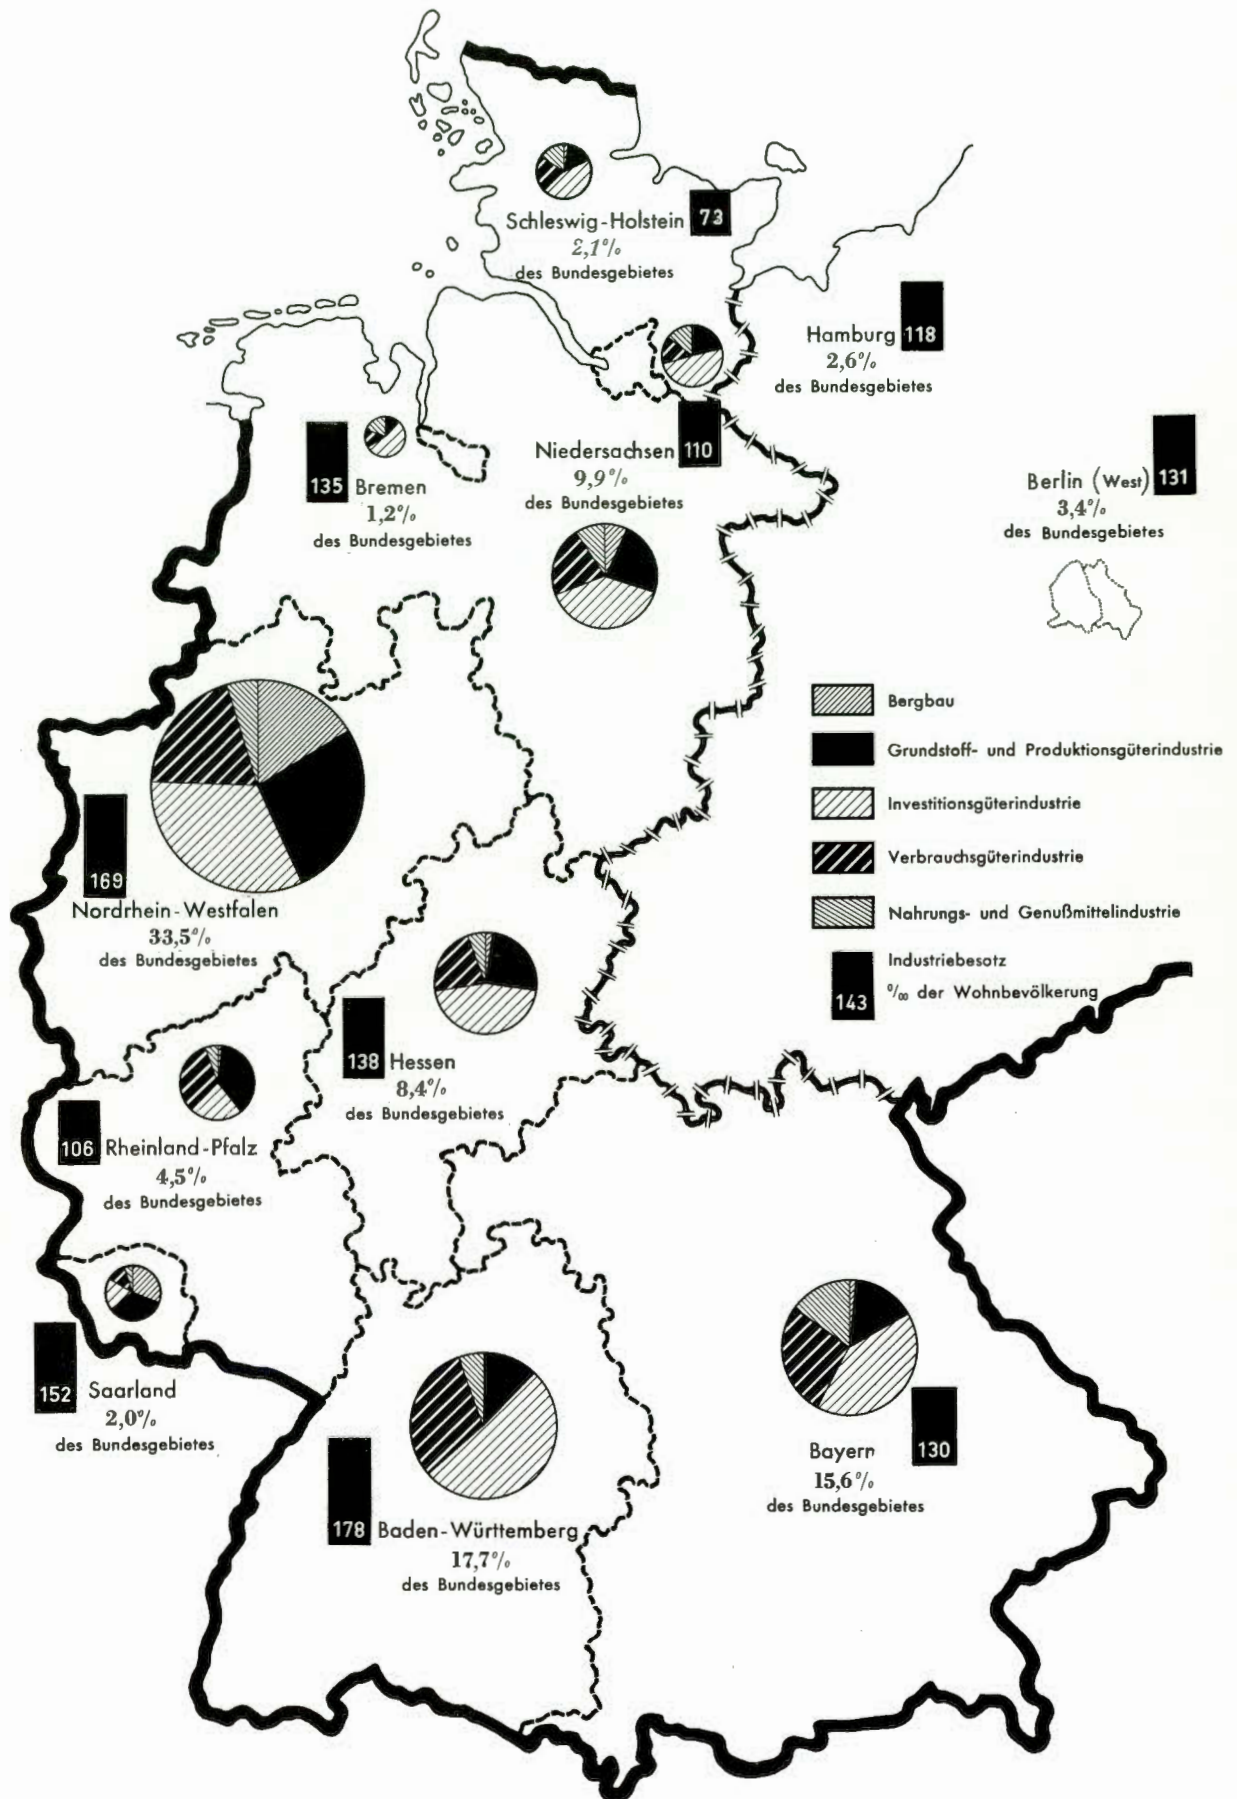 Schleswig-Holstein 73
2,1%
des Bundesgebietes
Hamburg 118
2,6%
des Bundesgebietes
135 Bremen
1,2%
des Bundesgebietes
Niedersachsen 110
9,9%
des Bundesgebietes
Berlin (West) 131
3,4%
des Bundesgebietes
Bergbau
Grundstoff- und Produktionsgüterindustrie
Investitionsgüterindustrie
Verbrauchsgüterindustrie
Nahrungs- und Genußmittelindustrie
Industriebesotz
143 ‰ der Wohnbevölkerung
169
Nordrhein-Westfalen
33,5%
des Bundesgebietes
138 Hessen
8,4%
des Bundesgebietes
106 Rheinland-Pfalz
4,5%
des Bundesgebietes
152 Saarland
2,0%
des Bundesgebietes
178 Baden-Württemberg
17,7%
des Bundesgebietes
Bayern 130
15,6%
des Bundesgebietes